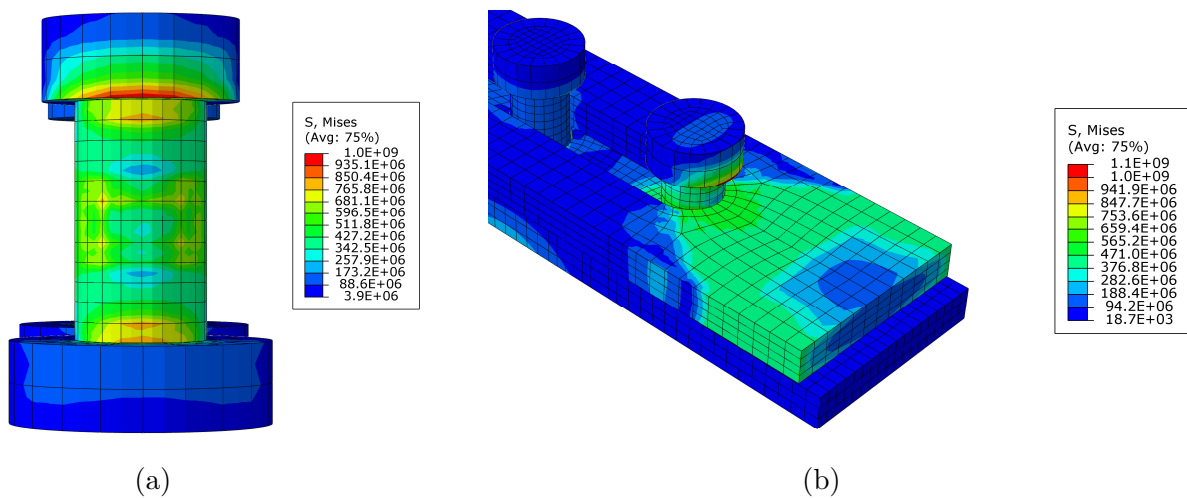 S, Mises
(Avg: 75%)
1.0E+09
935.1E+06
850.4E+06
765.8E+06
681.1E+06
596.5E+06
511.8E+06
427.2E+06
342.5E+06
257.9E+06
173.2E+06
88.6E+06
3.9E+06
(a)
S, Mises
(Avg: 75%)
1.1E+09
1.0E+09
941.9E+06
847.7E+06
753.6E+06
659.4E+06
565.2E+06
471.0E+06
376.8E+06
282.6E+06
188.4E+06
94.2E+06
18.7E+03
(b)